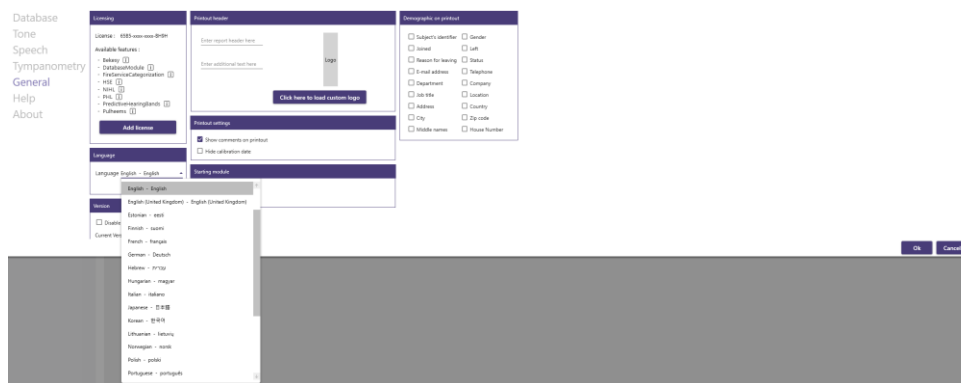 Database
Tone
Speech
Tympanometry
General
Help
About
Licensing
License : 6985-xxxx-xxxx-BH9H
Available features :
- Bekesy
- DatabaseModule
- FireServiceCategorization
- HSE
- NIHL
- PHL
- PredictiveHearingBands
- Pulheems
Add license
Language
Language English - English
English - English
English (United Kingdom) - English (United Kingdom)
Estonian - eesti
Finnish - suomi
French - français
German - Deutsch
Hebrew - עברית
Hungarian - magyar
Italian - italiano
Japanese - 日本語
Korean - 한국어
Lithuanian - lietuvių
Norwegian - norsk
Polish - polski
Portuguese - português
Version
Disable
Current Vers
Printout header
Enter report header here
Enter additional text here
Logo
Click here to load custom logo
Printout settings
Show comments on printout
Hide calibration date
Starting module
Demographic on printout
Subject's identifier Gender
Joined Left
Reason for leaving Status
E-mail address Telephone
Department Company
Job title Location
Address Country
City Zip code
Middle names House Number
Ok Cancel